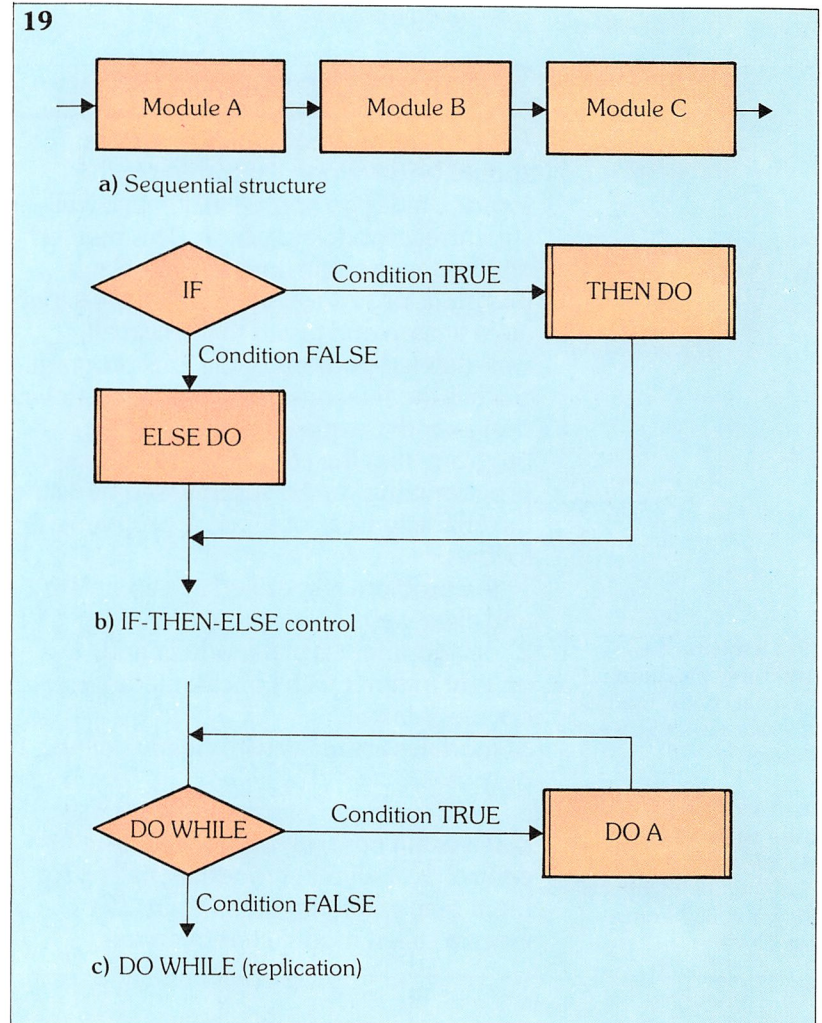 19
Module A
Module B
Module C
a) Sequential structure
IF
Condition TRUE
THEN DO
Condition FALSE
ELSE DO
b) IF-THEN-ELSE control
DO WHILE
Condition TRUE
DO A
Condition FALSE
c) DO WHILE (replication)